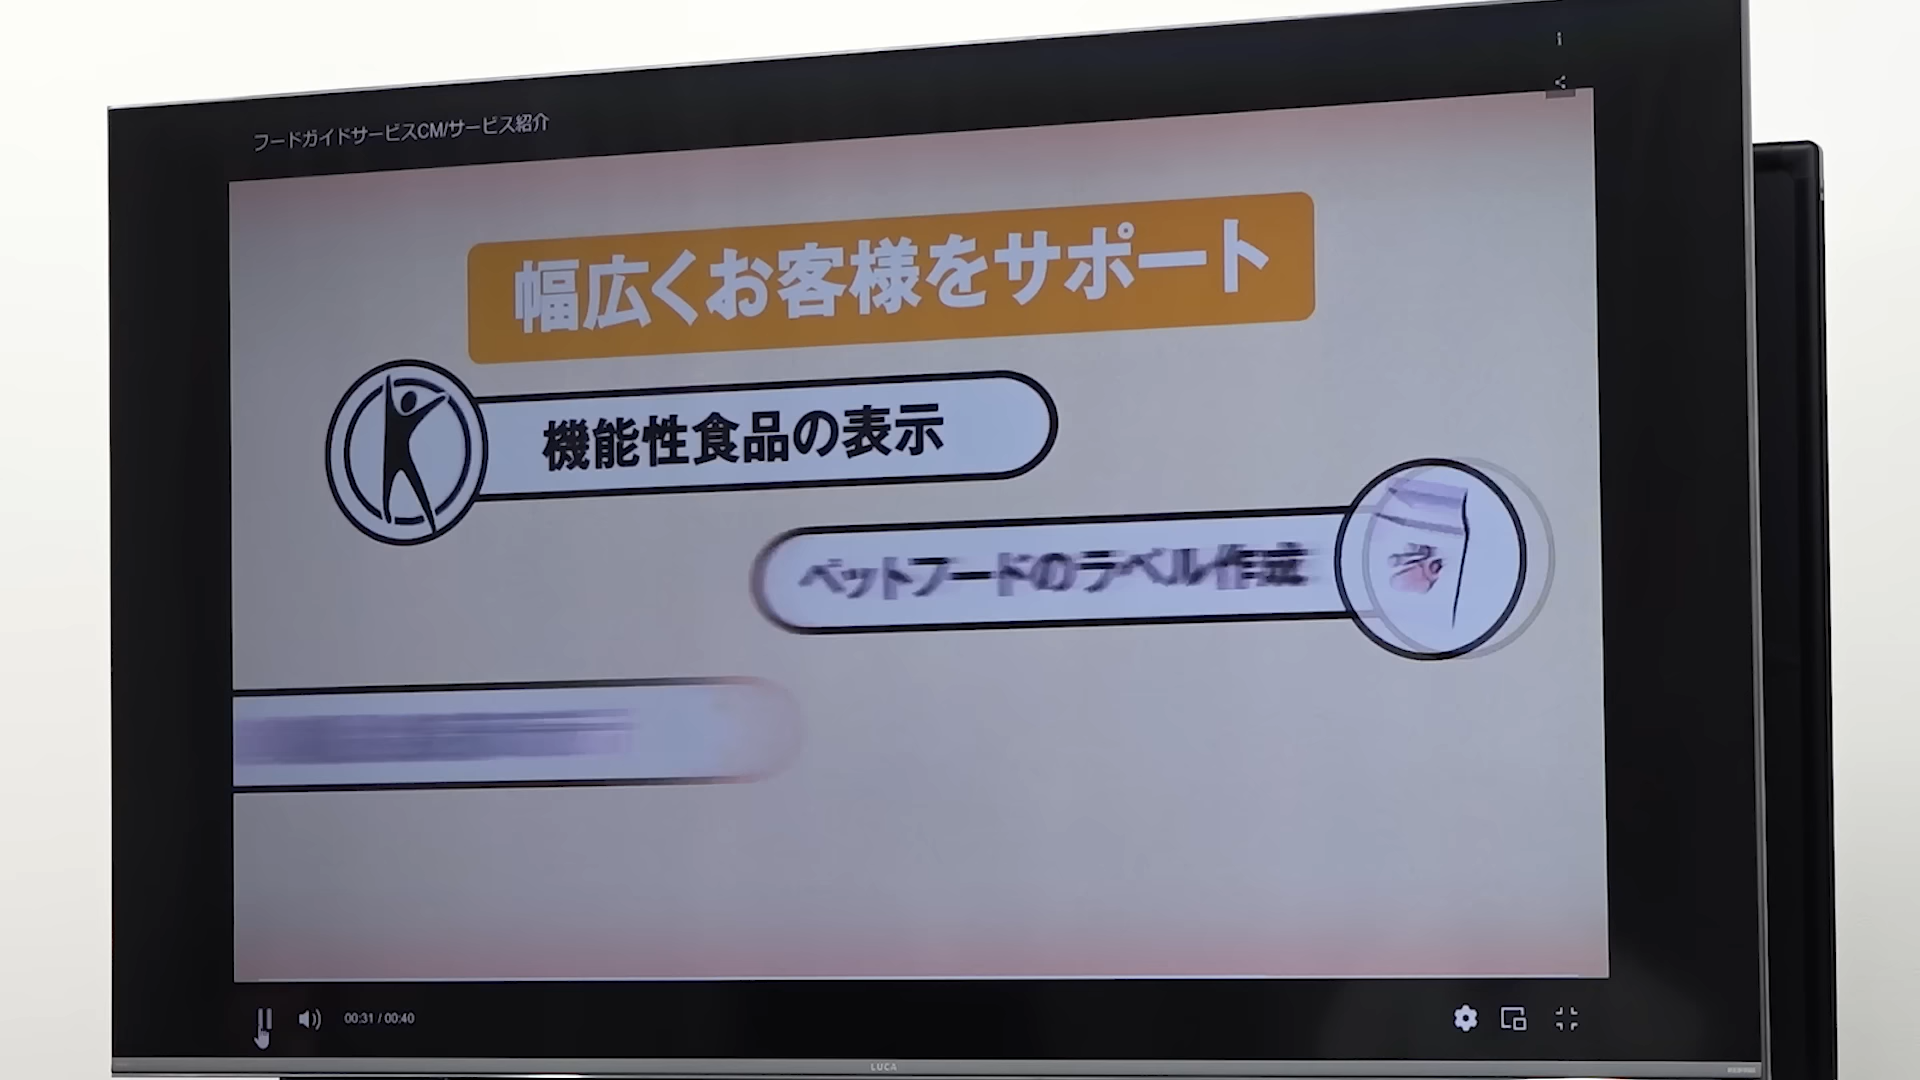 フードガイドサービスCM/サービス紹介
幅広くお客様をサポート
機能性食品の表示
ペットフードのラベル作成
00:31 / 00:40
LUCA